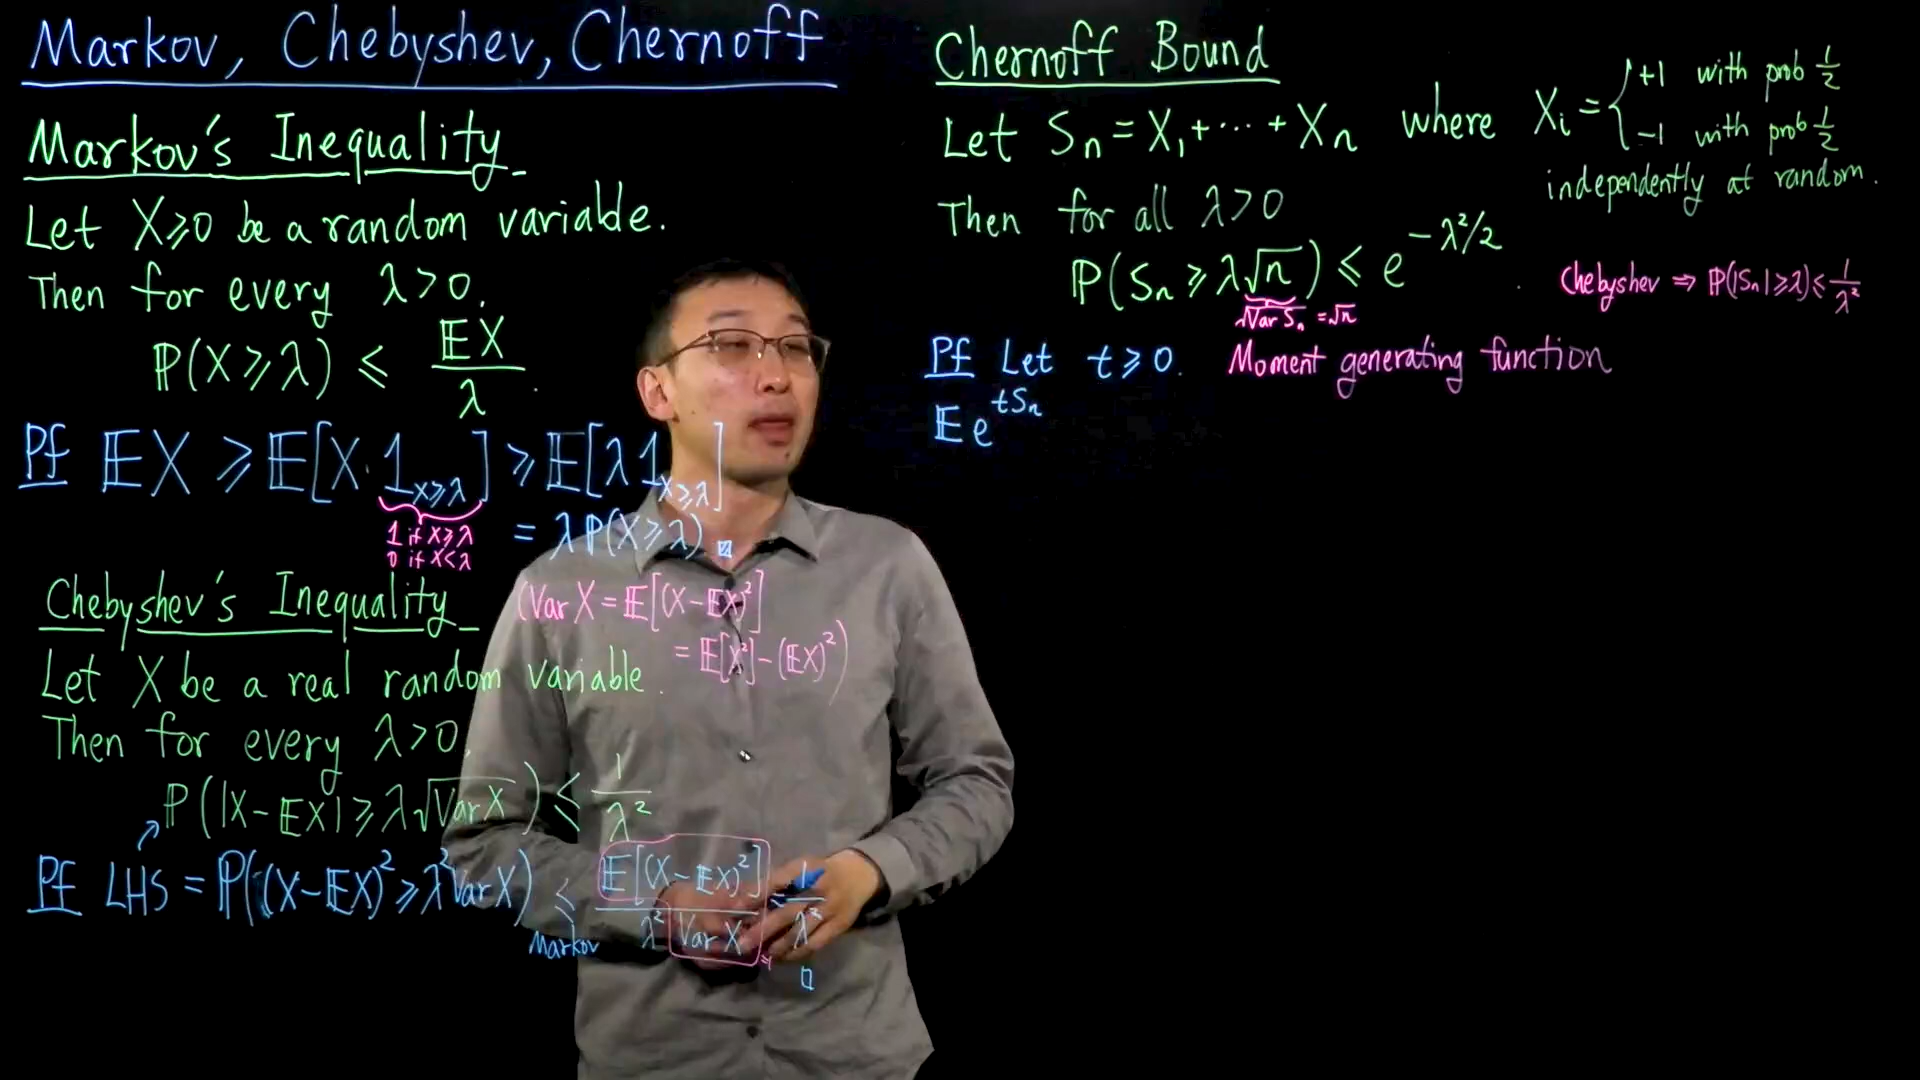 Markov, Chebyshev, Chernoff
Markov's Inequality
Let X⩾0 be a random variable.
Then for every λ>0,
ℙ(X⩾λ) ⩽ 𝔼X/λ .
Pf 𝔼X ⩾ 𝔼[X·1_{X⩾λ}] ⩾ 𝔼[λ1_{X⩾λ}]
1 if X⩾λ
0 if X<λ
= λℙ(X⩾λ)
Chebyshev's Inequality
(Var X = 𝔼[(X-𝔼X)²]
= 𝔼[X²]-(𝔼X)²)
Let X be a real random variable.
Then for every λ>0,
ℙ(|X-𝔼X|⩾λ√Var X) ⩽ 1/λ²
Pf LHS = ℙ((X-𝔼X)²⩾λ²Var X) ⩽ 𝔼[(X-𝔼X)²]/λ² Var X = 1/λ²
Markov
=1
Chernoff Bound
Let Sₙ = X₁+⋯+Xₙ where Xᵢ = { +1 with prob 1/2
-1 with prob 1/2
independently at random.
Then for all λ>0
ℙ(Sₙ⩾λ√n) ⩽ e^{-λ²/2}
√Var Sₙ = √n
Chebyshev ⇒ ℙ(|Sₙ|⩾λ)⩽1/λ²
Pf Let t⩾0. Moment generating function
𝔼e^{tSₙ}